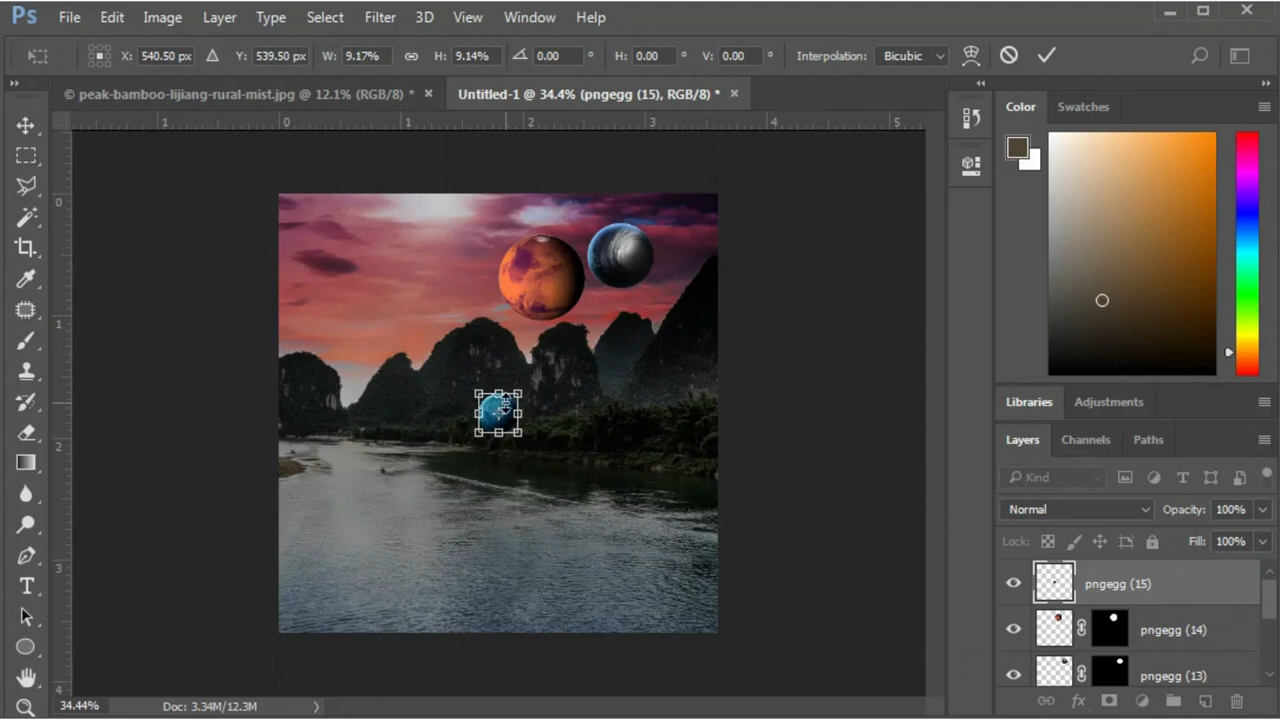 Ps File Edit Image Layer Type Select Filter 3D View Window Help
X: 540.50 px Y: 539.50 px W: 9.17% H: 9.14% 0.00 ° H: 0.00 ° V: 0.00 ° Interpolation: Bicubic
© peak-bamboo-lijiang-rural-mist.jpg @ 12.1% (RGB/8) * Untitled-1 @ 34.4% (pngegg (15), RGB/8) *
1 0 1 2 3 4 5
0
1
2
3
4
Color Swatches
Libraries Adjustments
Layers Channels Paths
Kind
Normal Opacity: 100%
Lock: Fill: 100%
pngegg (15)
pngegg (14)
pngegg (13)
34.44% Doc: 3.34M/12.3M